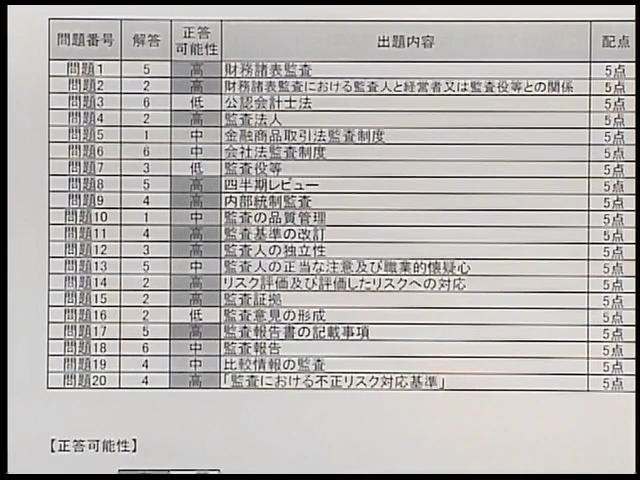 問題番号 解答 正答可能性 出題内容 配点
問題1 5 高 財務諸表監査 5点
問題2 2 高 財務諸表監査における監査人と経営者又は監査役等との関係 5点
問題3 6 低 公認会計士法 5点
問題4 2 高 監査法人 5点
問題5 1 中 金融商品取引法監査制度 5点
問題6 6 中 会社法監査制度 5点
問題7 3 低 監査役等 5点
問題8 5 高 四半期レビュー 5点
問題9 4 高 内部統制監査 5点
問題10 1 中 監査の品質管理 5点
問題11 4 高 監査基準の改訂 5点
問題12 3 高 監査人の独立性 5点
問題13 5 中 監査人の正当な注意及び職業的懐疑心 5点
問題14 2 高 リスク評価及び評価したリスクへの対応 5点
問題15 2 高 監査証拠 5点
問題16 2 低 監査意見の形成 5点
問題17 5 高 監査報告書の記載事項 5点
問題18 6 中 監査報告 5点
問題19 4 中 比較情報の監査 5点
問題20 4 高 「監査における不正リスク対応基準」 5点
【正答可能性】